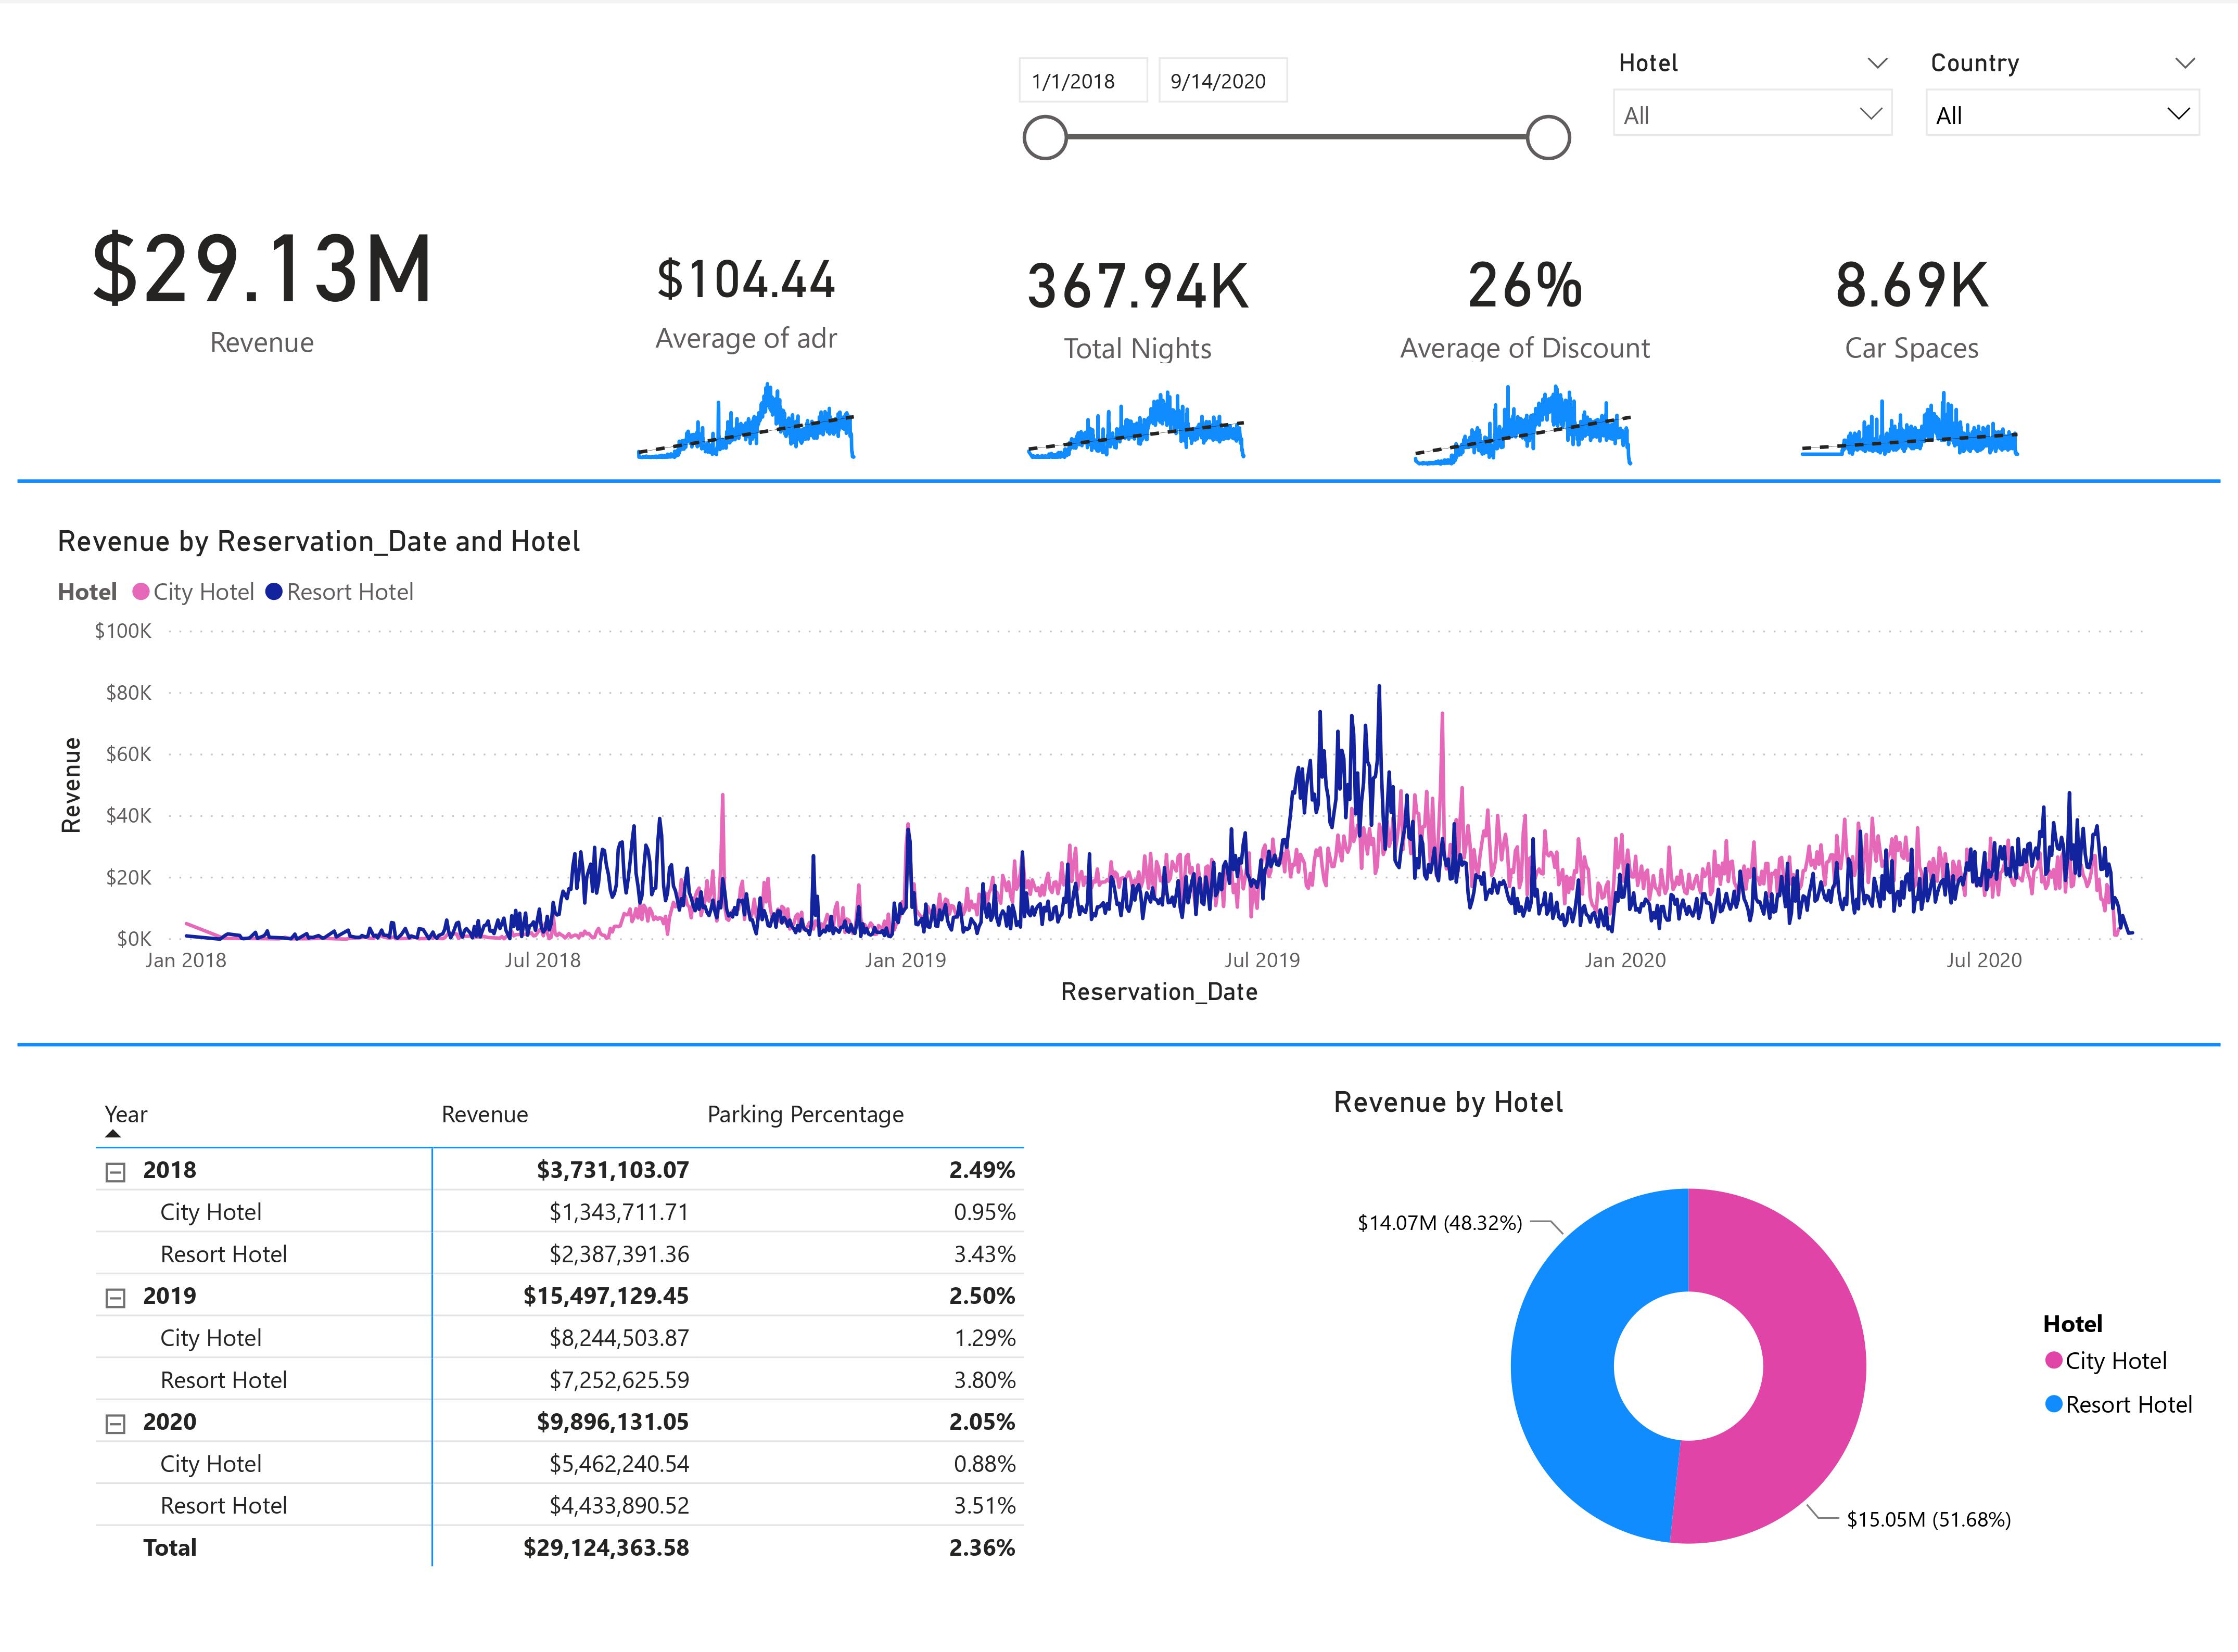 1/1/2018 9/14/2020
Hotel
All
Country
All
$29.13M
Revenue
$104.44
Average of adr
367.94K
Total Nights
26%
Average of Discount
8.69K
Car Spaces
Revenue by Reservation_Date and Hotel
Hotel City Hotel Resort Hotel
Revenue
$100K
$80K
$60K
$40K
$20K
$0K
Jan 2018 Jul 2018 Jan 2019 Jul 2019 Jan 2020 Jul 2020
Reservation_Date
Year Revenue Parking Percentage
2018 $3,731,103.07 2.49%
City Hotel $1,343,711.71 0.95%
Resort Hotel $2,387,391.36 3.43%
2019 $15,497,129.45 2.50%
City Hotel $8,244,503.87 1.29%
Resort Hotel $7,252,625.59 3.80%
2020 $9,896,131.05 2.05%
City Hotel $5,462,240.54 0.88%
Resort Hotel $4,433,890.52 3.51%
Total $29,124,363.58 2.36%
Revenue by Hotel
$14.07M (48.32%)
$15.05M (51.68%)
Hotel
City Hotel
Resort Hotel